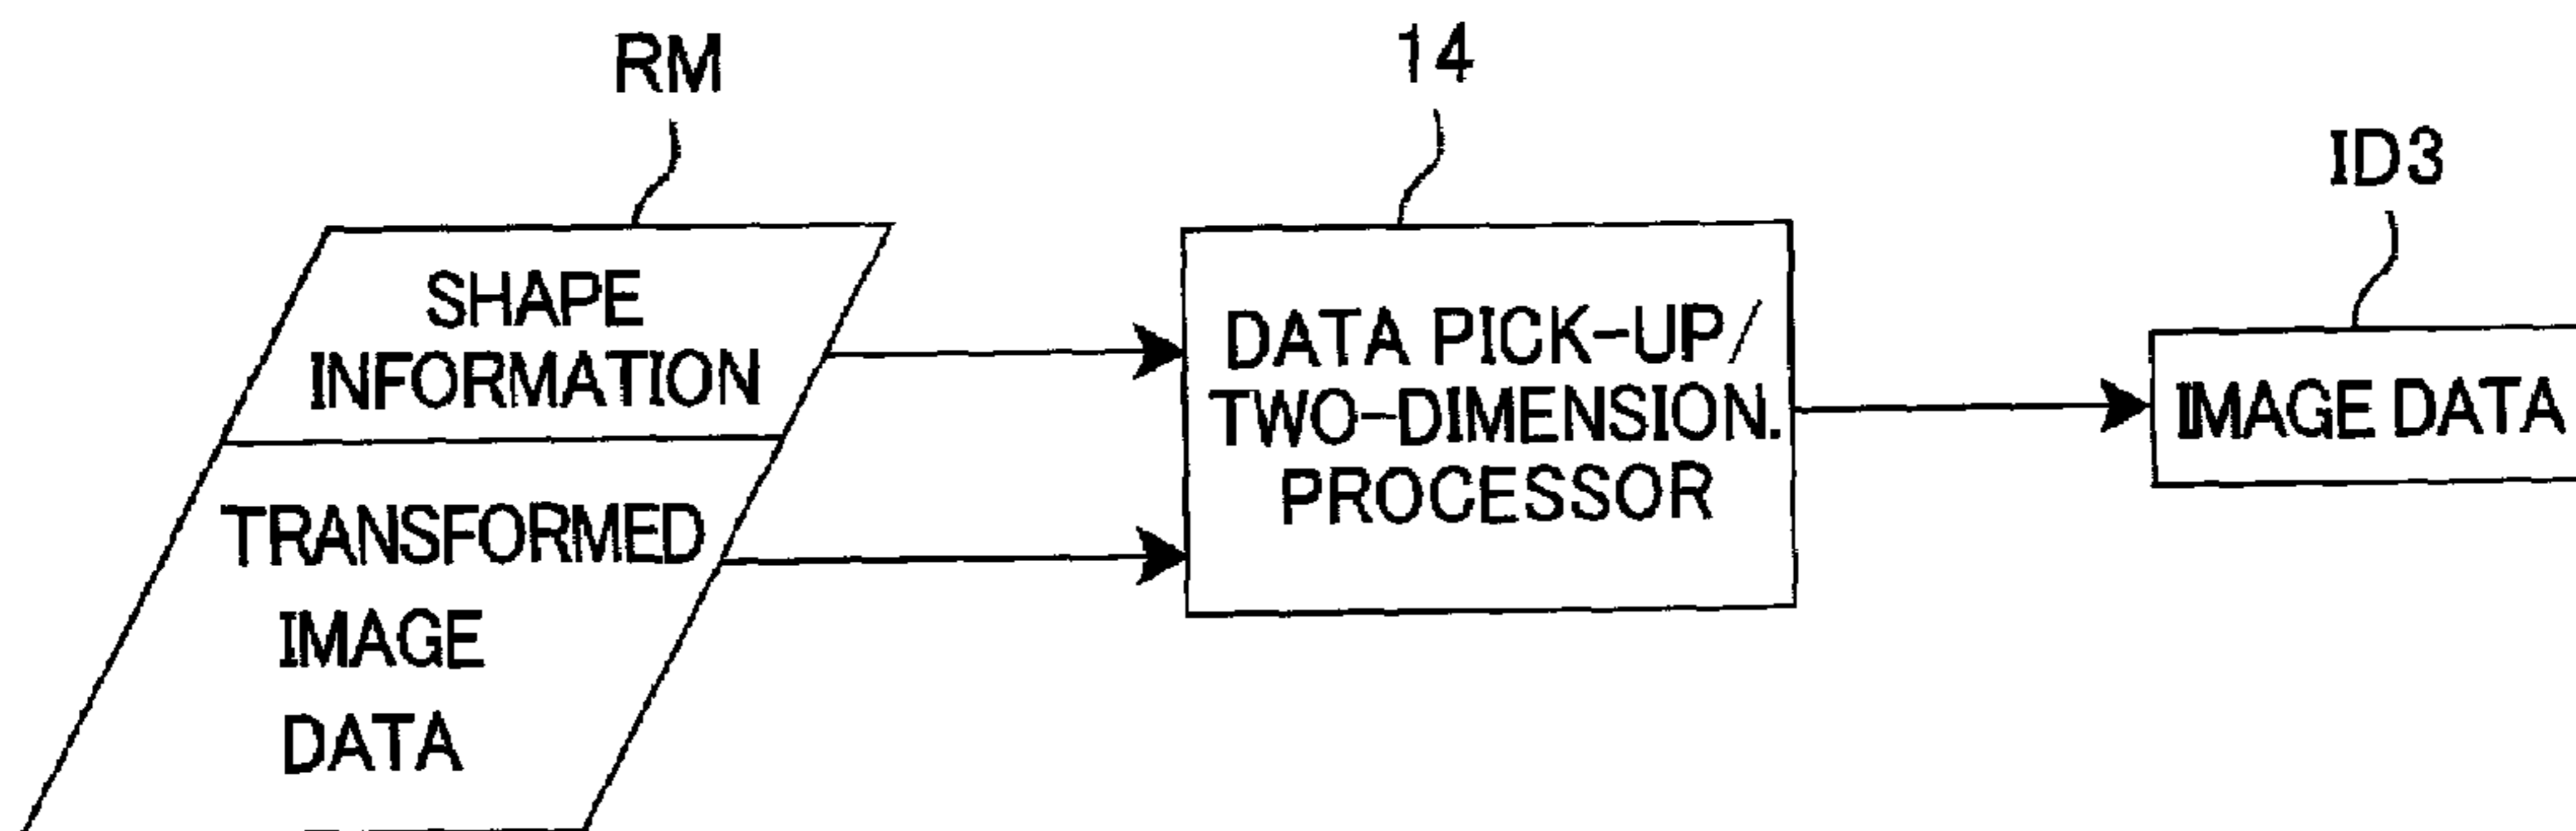 RM
14
ID3
SHAPE
INFORMATION
TRANSFORMED
IMAGE
DATA
DATA PICK-UP/
TWO-DIMENSION.
PROCESSOR
IMAGE DATA